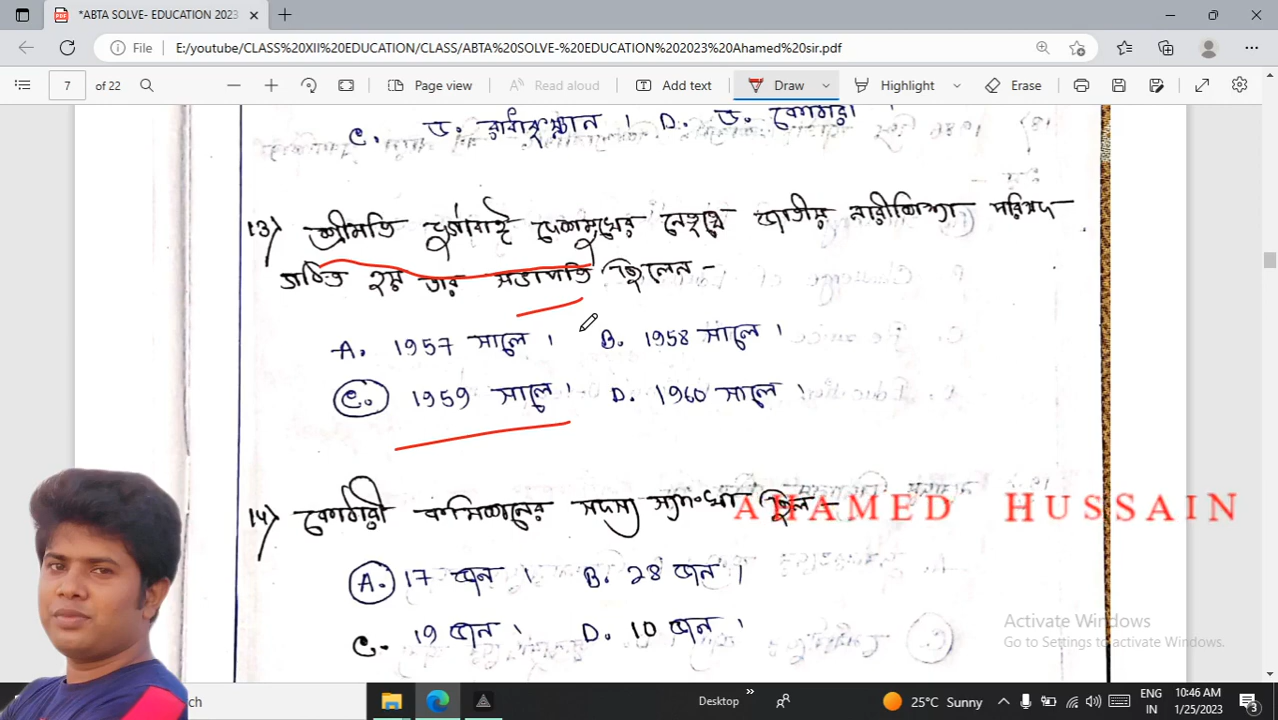 *ABTA SOLVE- EDUCATION 2023
File
E:/youtube/CLASS%20XII%20EDUCATION/CLASS/ABTA%20SOLVE-%20EDUCATION%202023%20Ahamed%20sir.pdf
7 of 22
Page view
Read aloud
Add text
Draw
Highlight
Erase
C. ড. রাধাকৃষ্ণান । D. ড. কোঠারী ।
13) শ্রীমতি দুর্গাবাই দেশমুখের নেতৃত্বে জাতীয় নারীশিক্ষা পরিষদ
গঠিত হয় তার সভাপতি ছিলেন -
A. 1957 সালে । B. 1958 সালে ।
C. 1959 সালে । D. 1960 সালে ।
14) কোঠারী কমিশনের সদস্য সংখ্যা ছিল -
AHAMED HUSSAIN
A. 17 জন । B. 28 জন ।
C. 19 জন । D. 10 জন ।
Activate Windows
Go to Settings to activate Windows.
rch
Desktop
25°C Sunny
ENG
IN
10:46 AM
1/25/2023
3